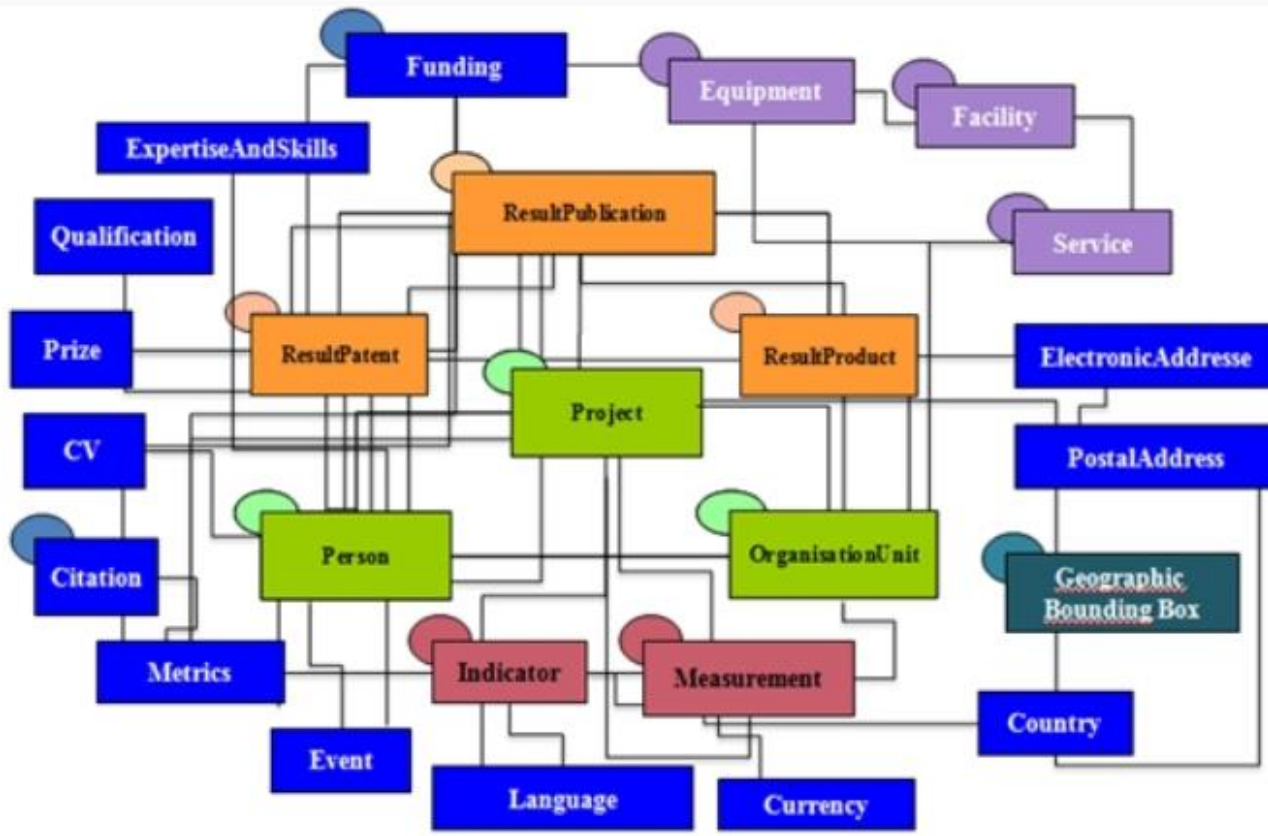 Funding
Equipment
Facility
ExpertiseAndSkills
ResultPublication
Qualification
Service
Prize
ResultPatent
ResultProduct
ElectronicAddresse
Project
CV
PostalAddress
Person
OrganisationUnit
Citation
Geographic
Bounding Box
Metrics
Indicator
Measurement
Country
Event
Language
Currency